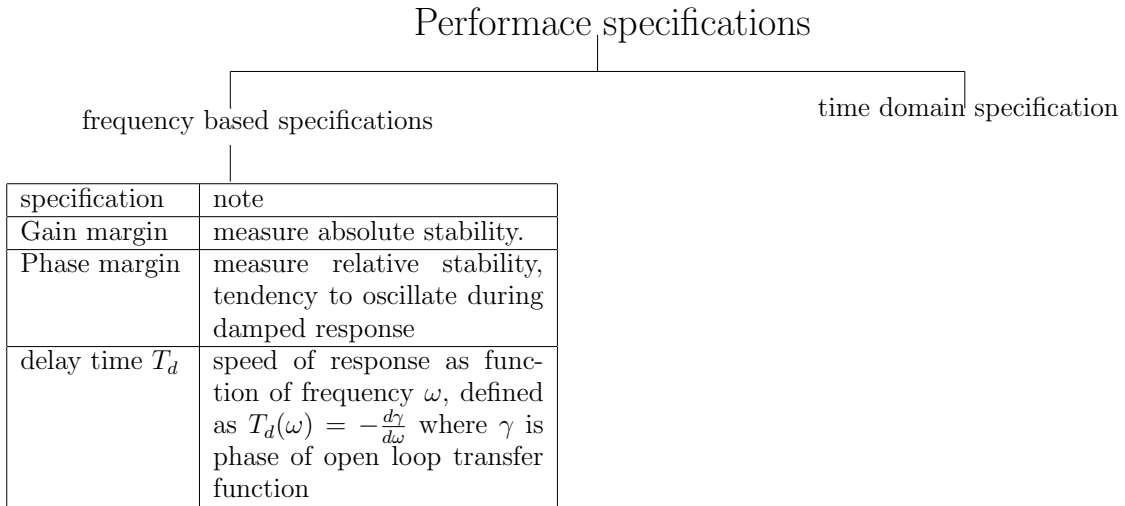 Performace specifications
frequency based specifications
time domain specification
specification note
Gain margin measure absolute stability.
Phase margin measure relative stability,
tendency to oscillate during
damped response
delay time T_d speed of response as func-
tion of frequency ω, defined
as T_d(ω) = −dγ/dω where γ is
phase of open loop transfer
function